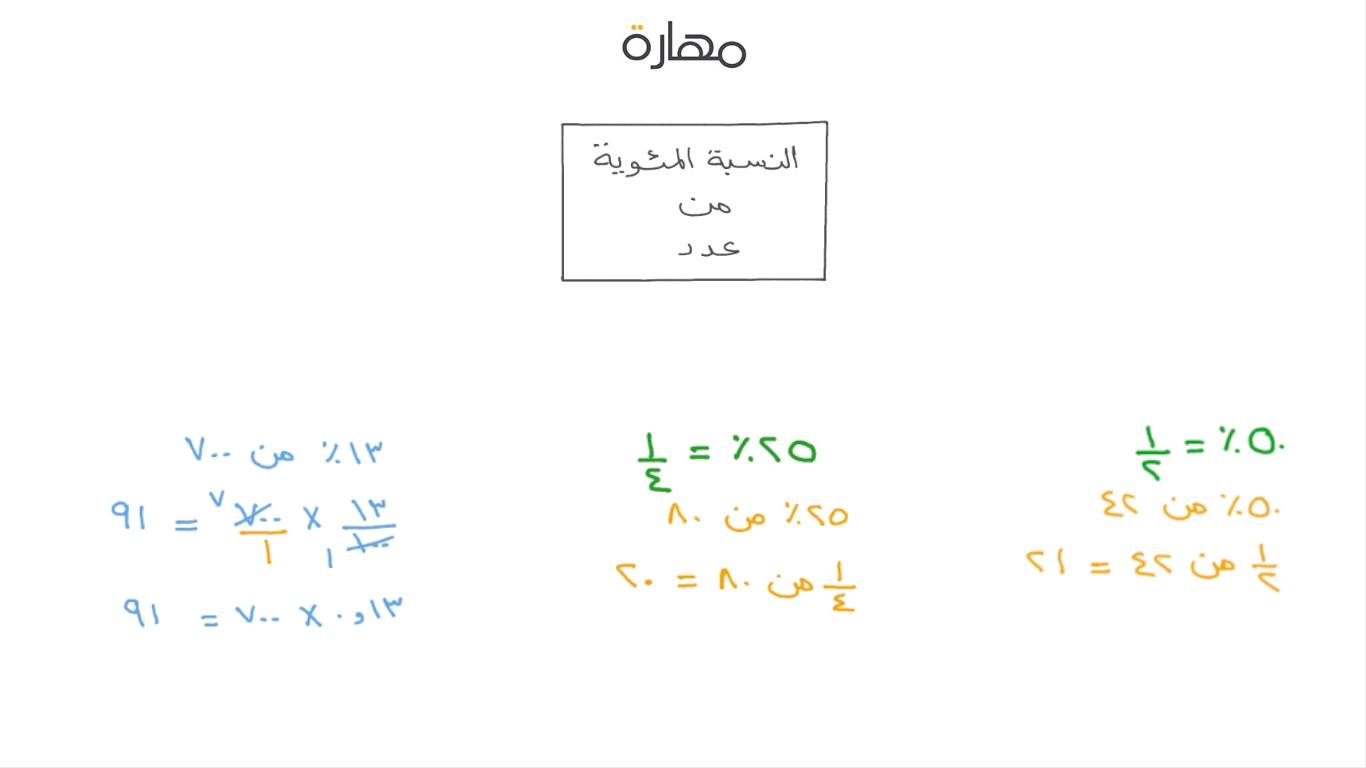 مهارة
النسبة المئوية
من
عدد
٥٠٪ = ١/٢
٥٠٪ من ٤٢
١/٢ من ٤٢ = ٢١
٢٥٪ = ١/٤
٢٥٪ من ٨٠
١/٤ من ٨٠ = ٢٠
١٣٪ من ٧٠٠
١٣/١٠٠ ١ × ٧٠٠/١ ٧ = ٩١
٠,١٣ × ٧٠٠ = ٩١